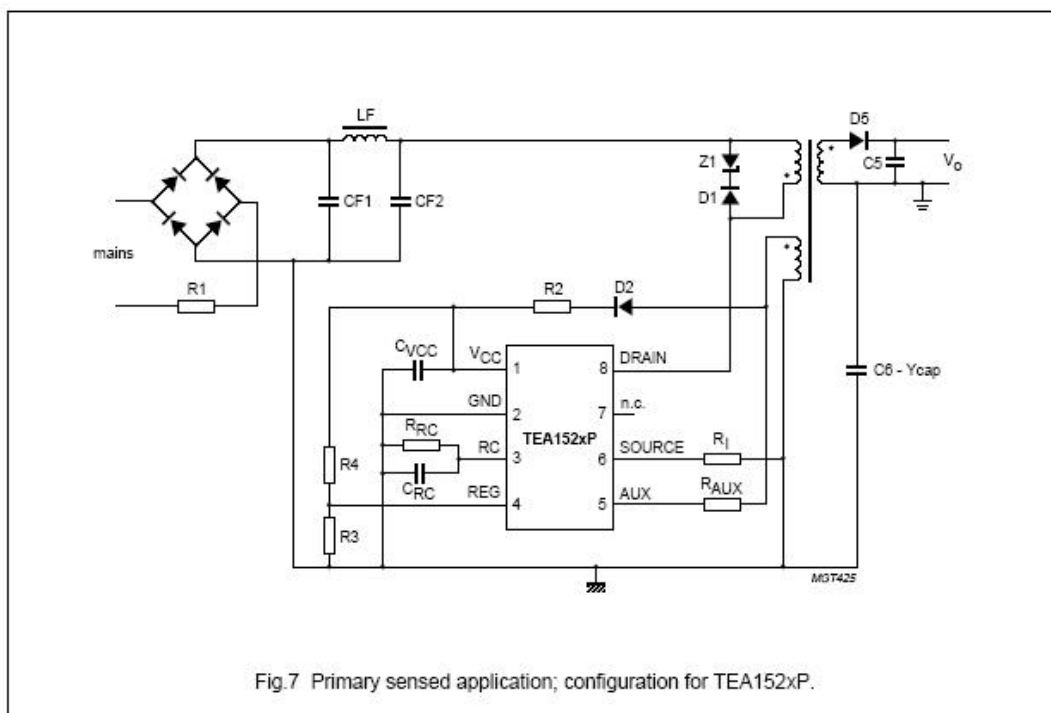 LF
D5
Z1
C5
Vo
D1
CF1
CF2
mains
R1
R2
D2
CVCC
VCC
1
8
DRAIN
C6 - Ycap
GND
2
7
n.c.
RRC
TEA152xP
RC
3
6
SOURCE
RI
R4
CRC
RAUX
REG
4
5
AUX
R3
MGT425
Fig.7 Primary sensed application; configuration for TEA152xP.